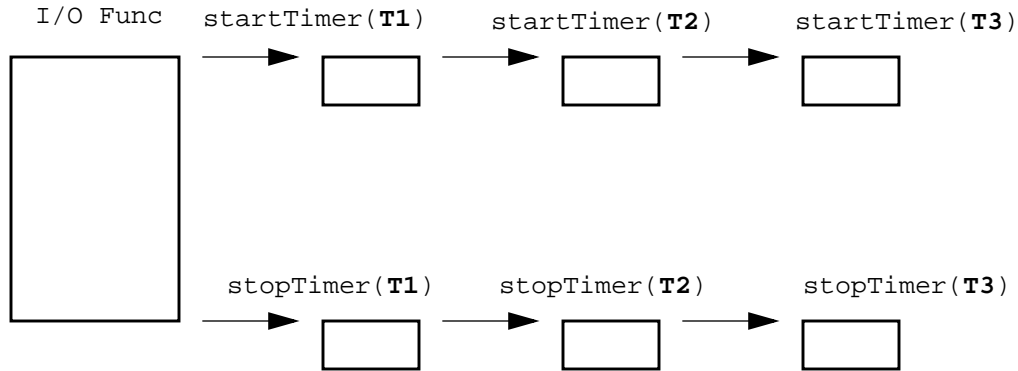 I/O Func
startTimer(T1)
startTimer(T2)
startTimer(T3)
stopTimer(T1)
stopTimer(T2)
stopTimer(T3)